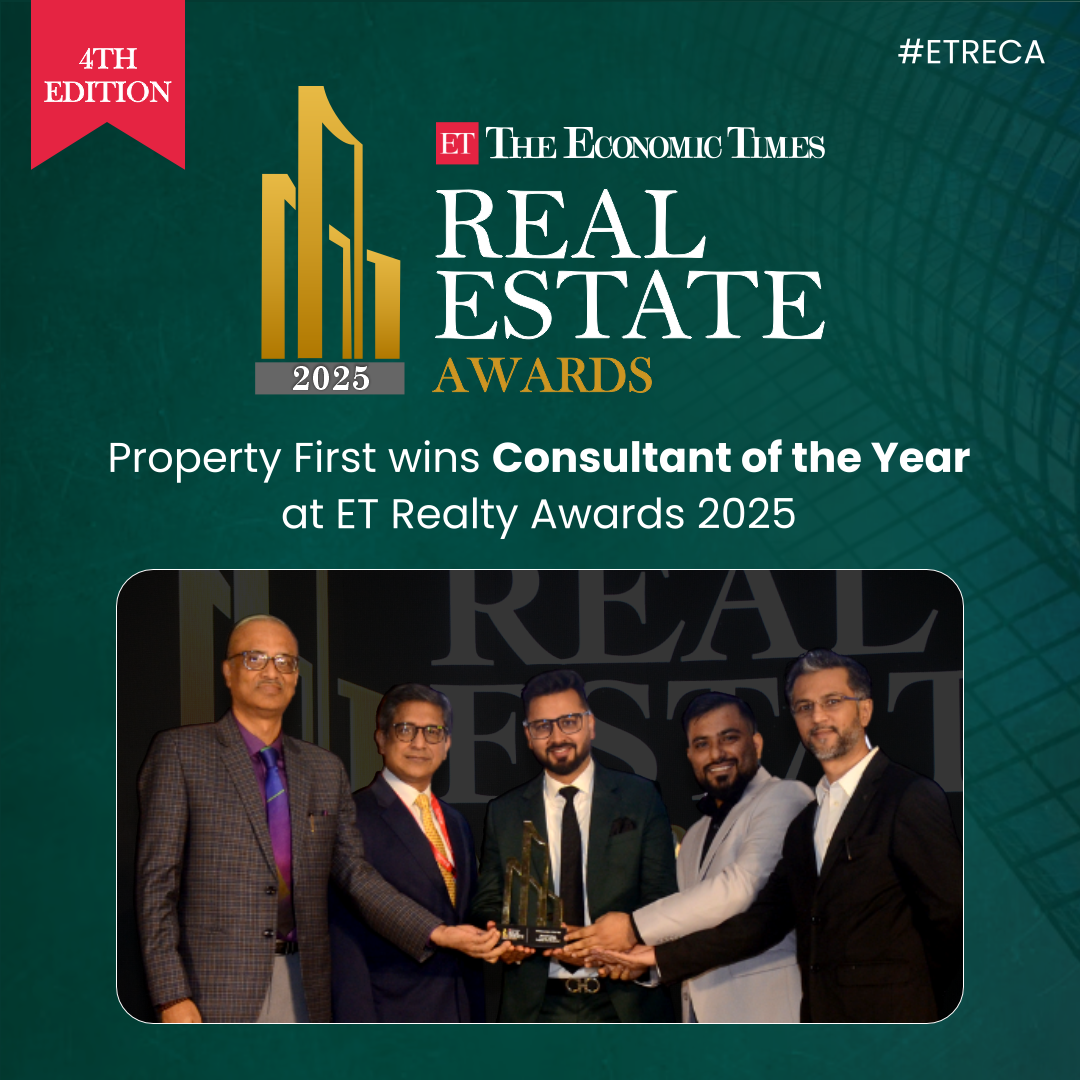 4TH
EDITION
#ETRECA
ET THE ECONOMIC TIMES
REAL
ESTATE
AWARDS
2025
Property First wins Consultant of the Year
at ET Realty Awards 2025
REAL
ESTAT